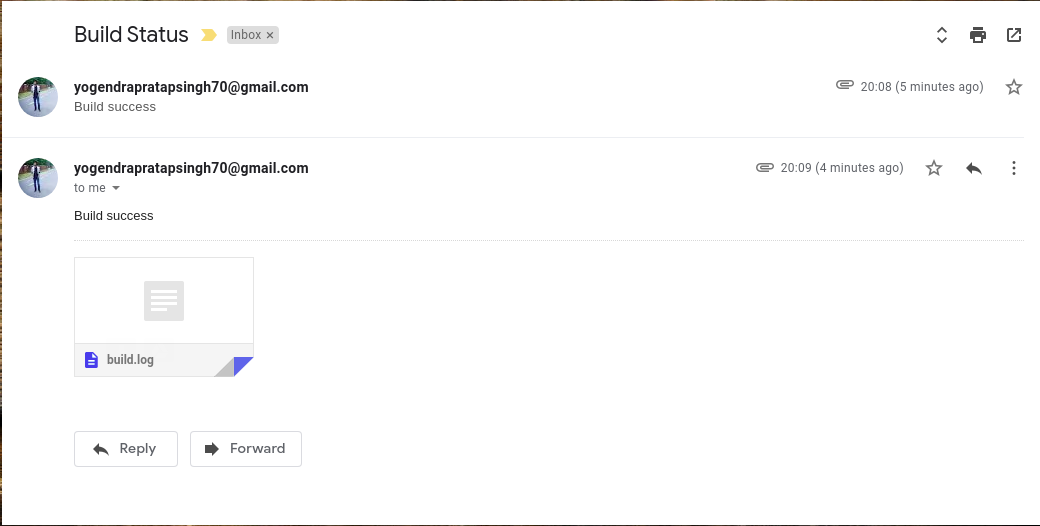 Build Status
Inbox ×
yogendrapratapsingh70@gmail.com
20:08 (5 minutes ago)
Build success
yogendrapratapsingh70@gmail.com
20:09 (4 minutes ago)
to me
Build success
build.log
Reply
Forward